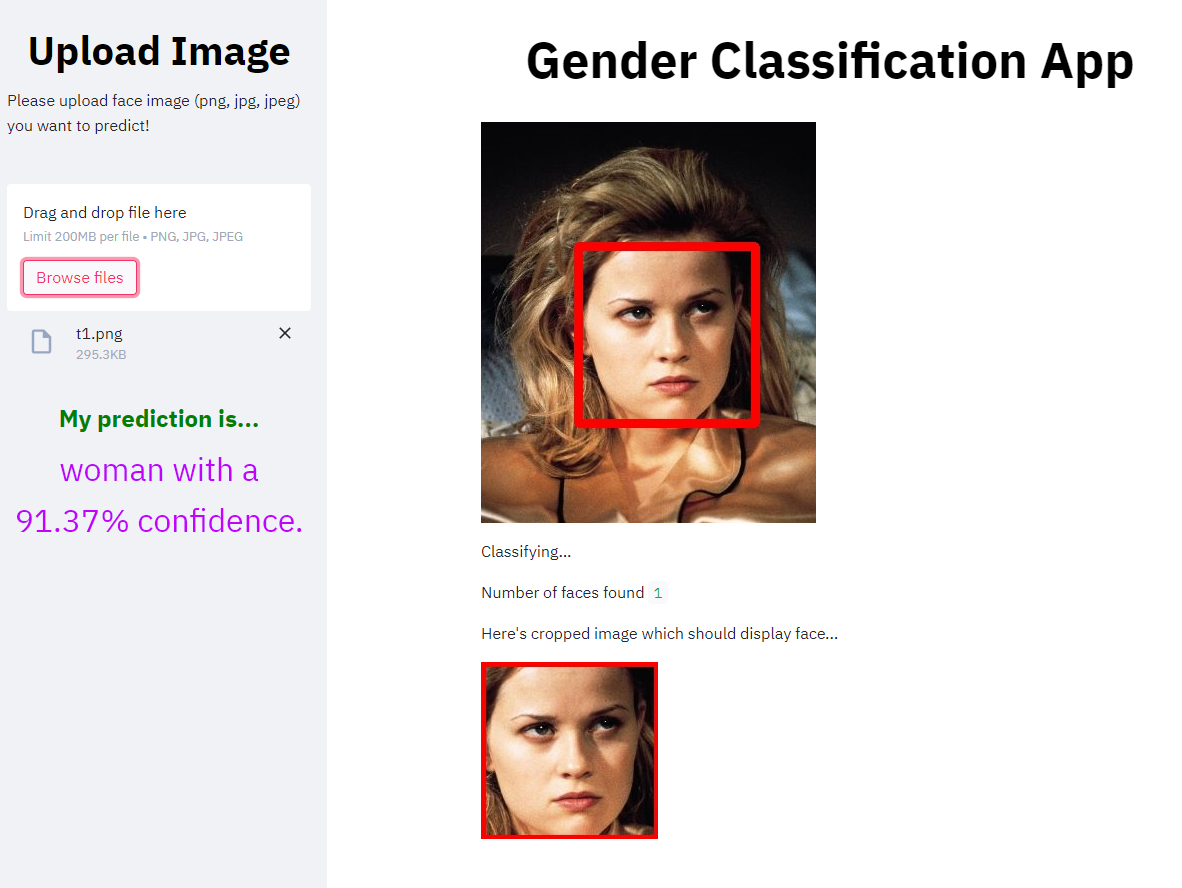 Upload Image
Please upload face image (png, jpg, jpeg)
you want to predict!
Drag and drop file here
Limit 200MB per file • PNG, JPG, JPEG
Browse files
t1.png
295.3KB
My prediction is...
woman with a
91.37% confidence.
Gender Classification App
Classifying...
Number of faces found 1
Here's cropped image which should display face...